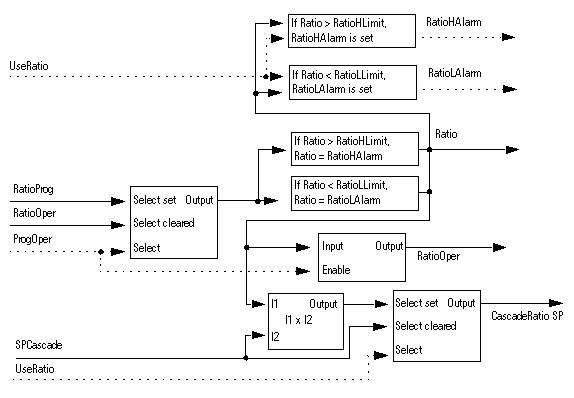 If Ratio > RatioHLimit,
RatioHAlarm is set
RatioHAlarm
UseRatio
If Ratio < RatioLLimit,
RatioLAlarm is set
RatioLAlarm
If Ratio > RatioHLimit,
Ratio = RatioHAlarm
Ratio
If Ratio < RatioLLimit,
Ratio = RatioLAlarm
RatioProg
Select set Output
RatioOper
Select cleared
ProgOper
Select
Input Output
Enable
RatioOper
I1 Output
I1 x I2
I2
Select set Output
Select cleared
Select
CascadeRatio SP
SPCascade
UseRatio